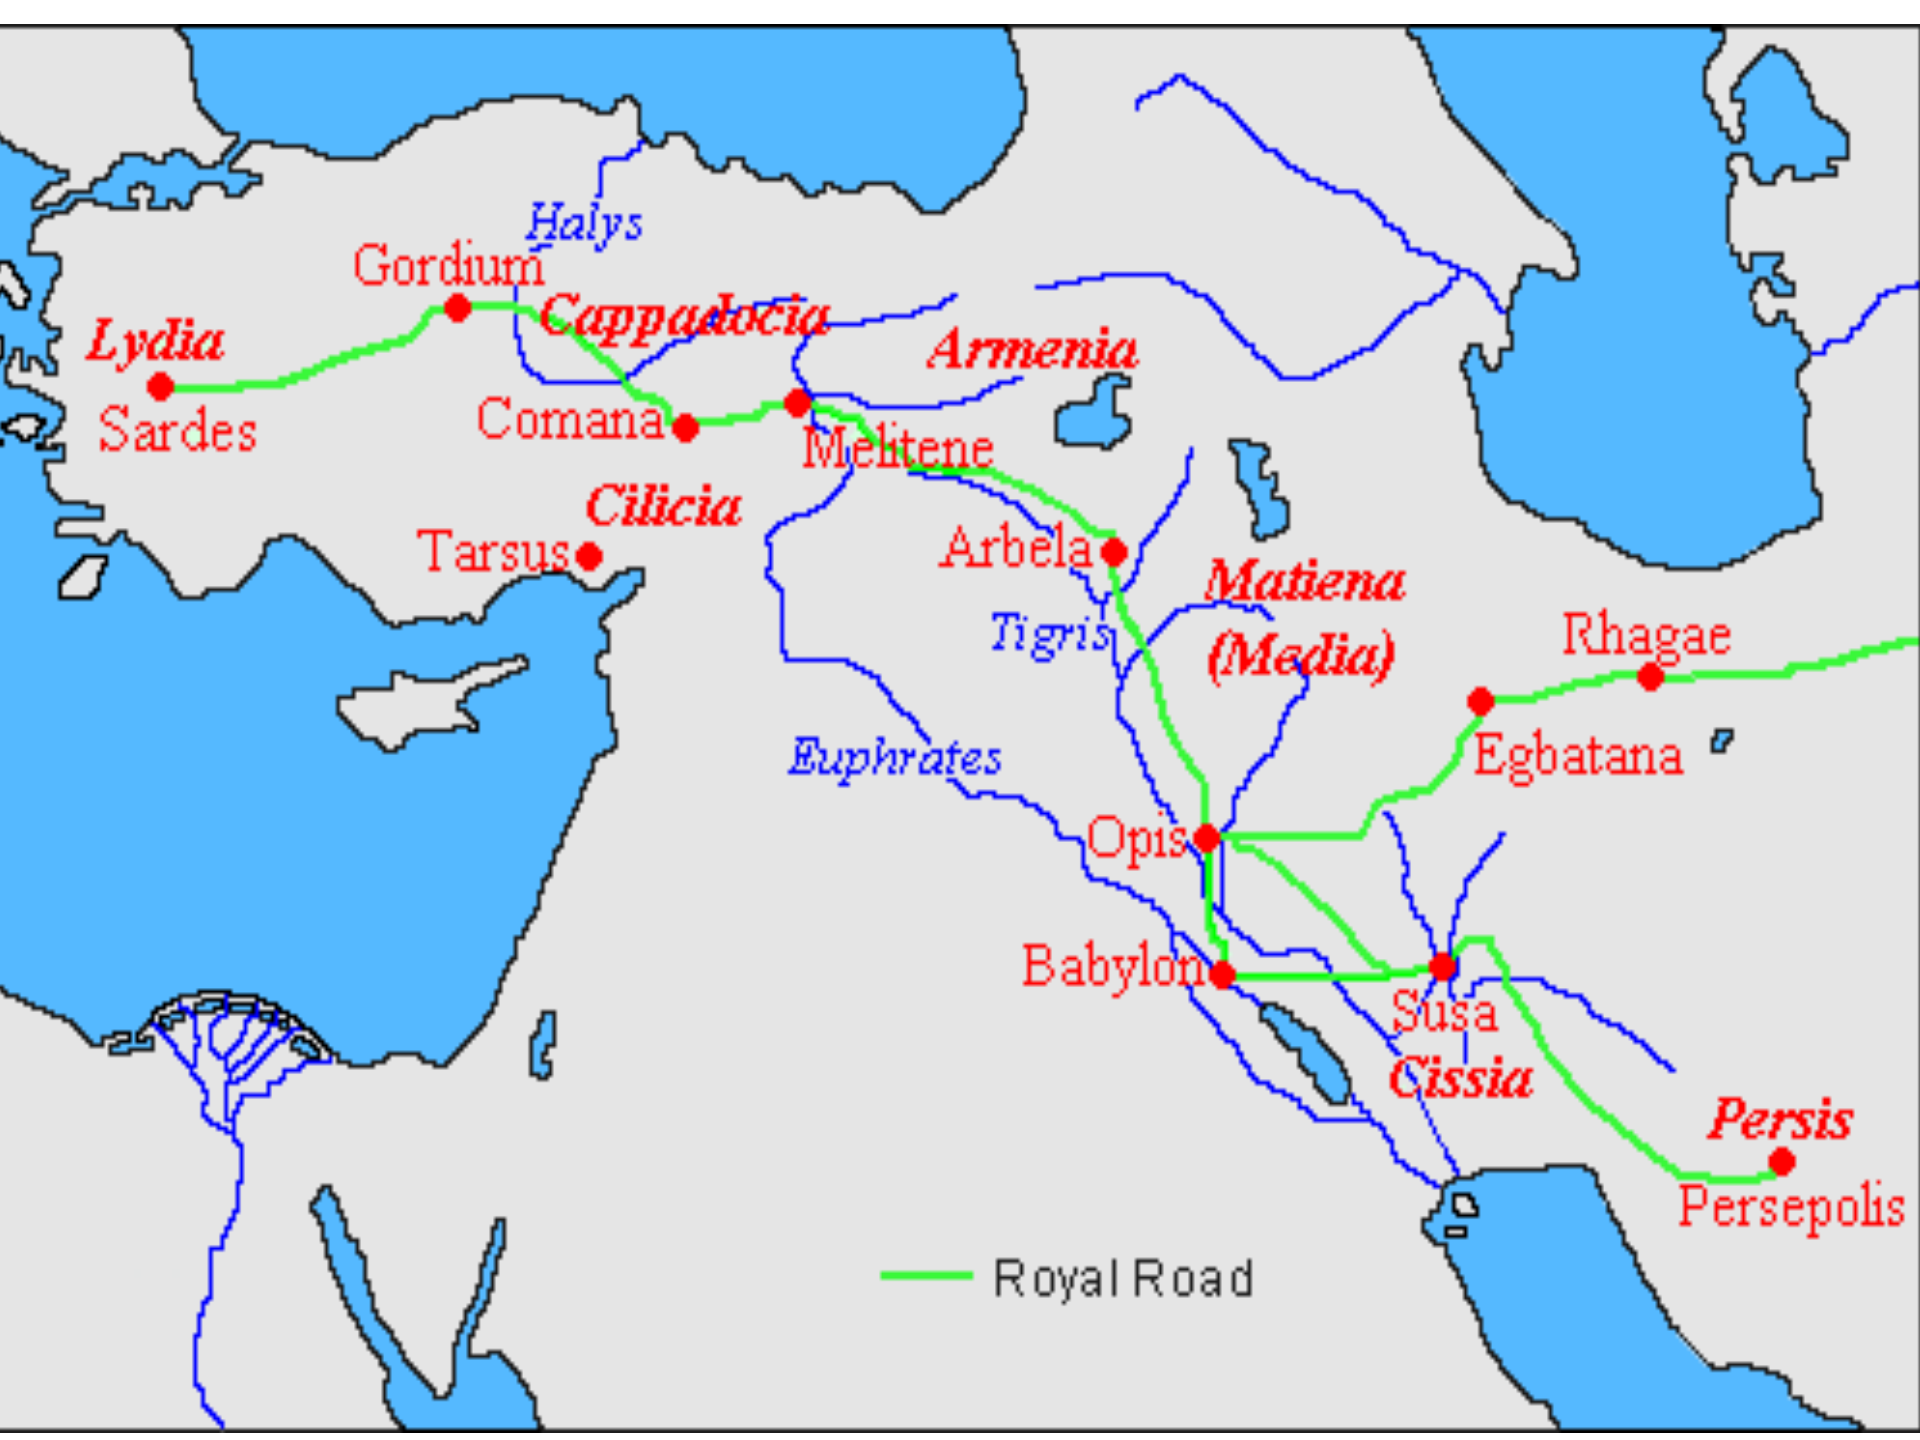 Halys
Gordium
Cappadocia
Lydia
Armenia
Sardes
Comana
Melitene
Cilicia
Tarsus
Arbela
Matiena
(Media)
Tigris
Rhagae
Euphrates
Egbatana
Opis
Babylon
Susa
Cissia
Persis
Persepolis
Royal Road